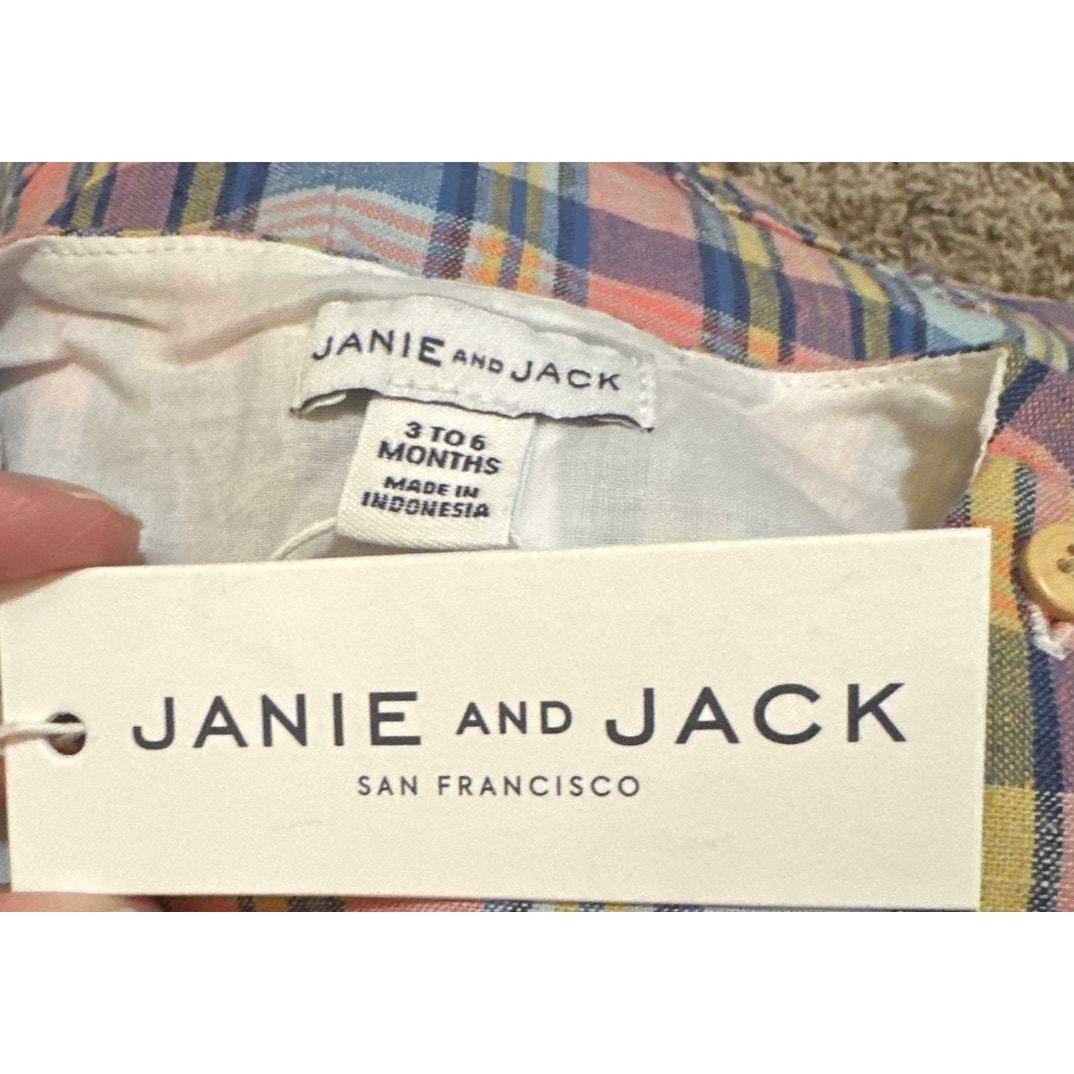 JANIE AND JACK
3 TO 6
MONTHS
MADE IN
INDONESIA
JANIE AND JACK
SAN FRANCISCO